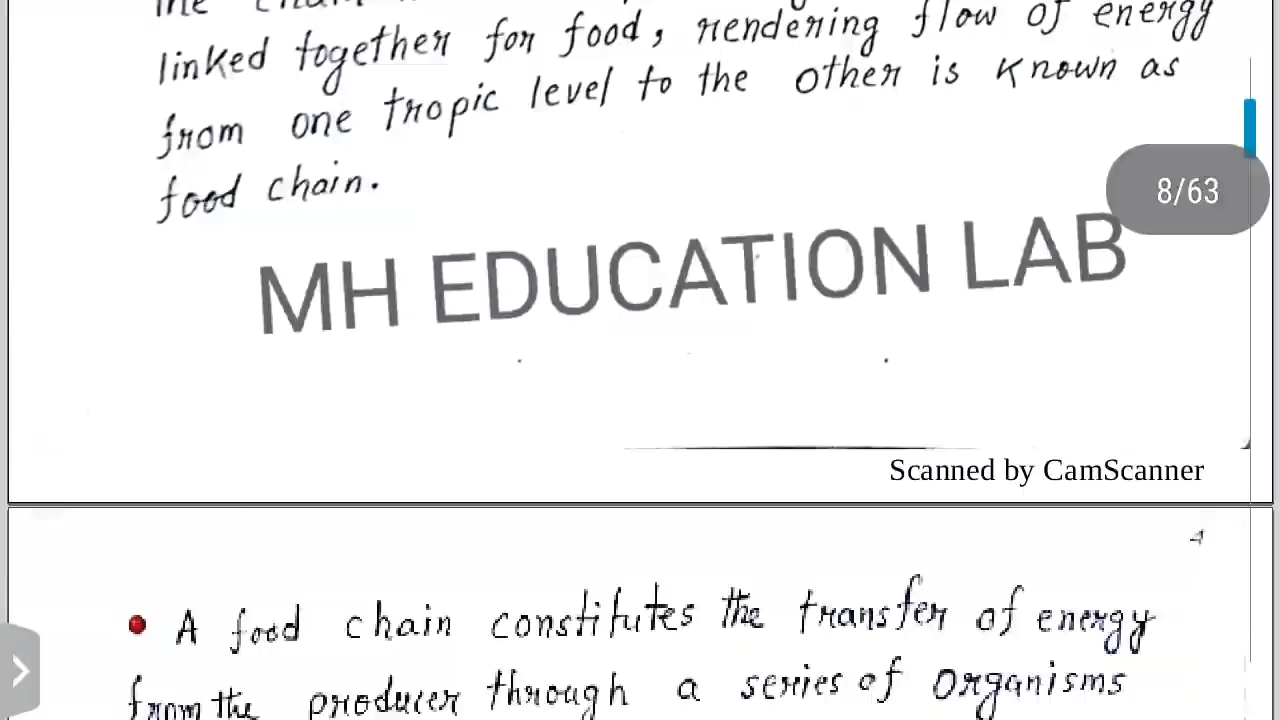 The chain
linked together for food, rendering flow of energy
from one tropic level to the other is known as
food chain.
8/63
MH EDUCATION LAB
Scanned by CamScanner
4
• A food chain constitutes the transfer of energy
from the producer through a series of organisms